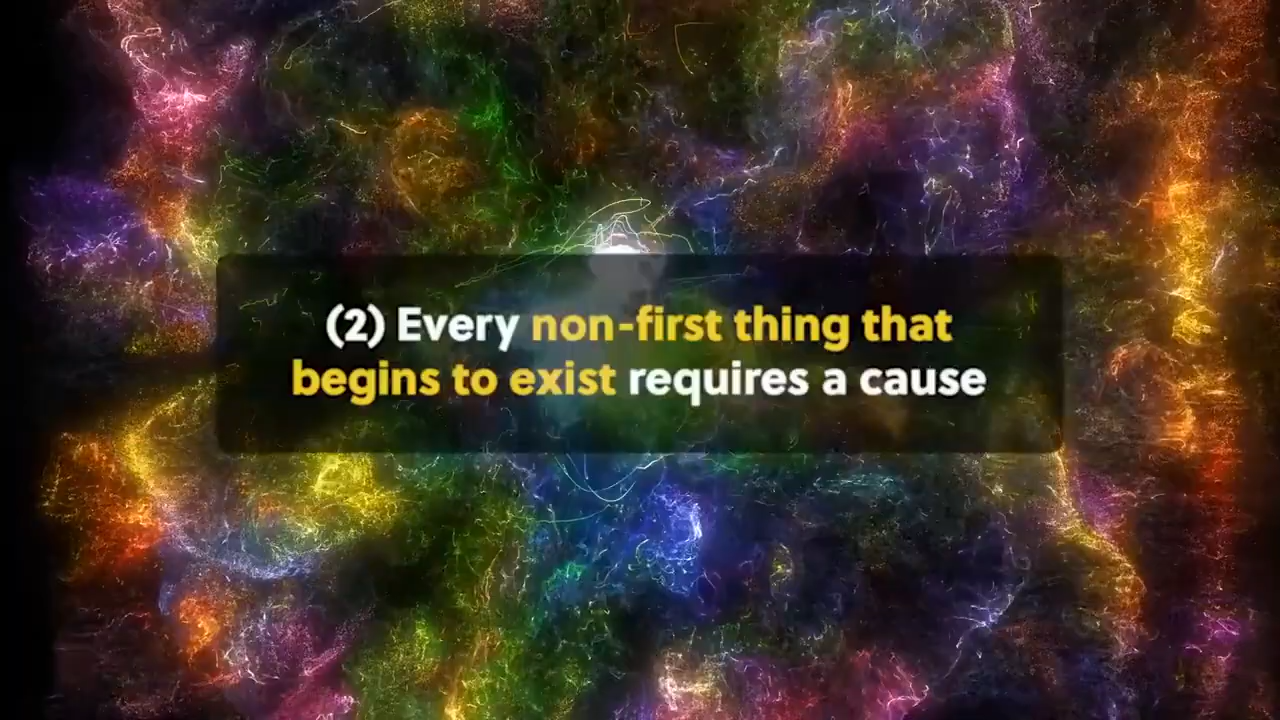 (2) Every non-first thing that
begins to exist requires a cause